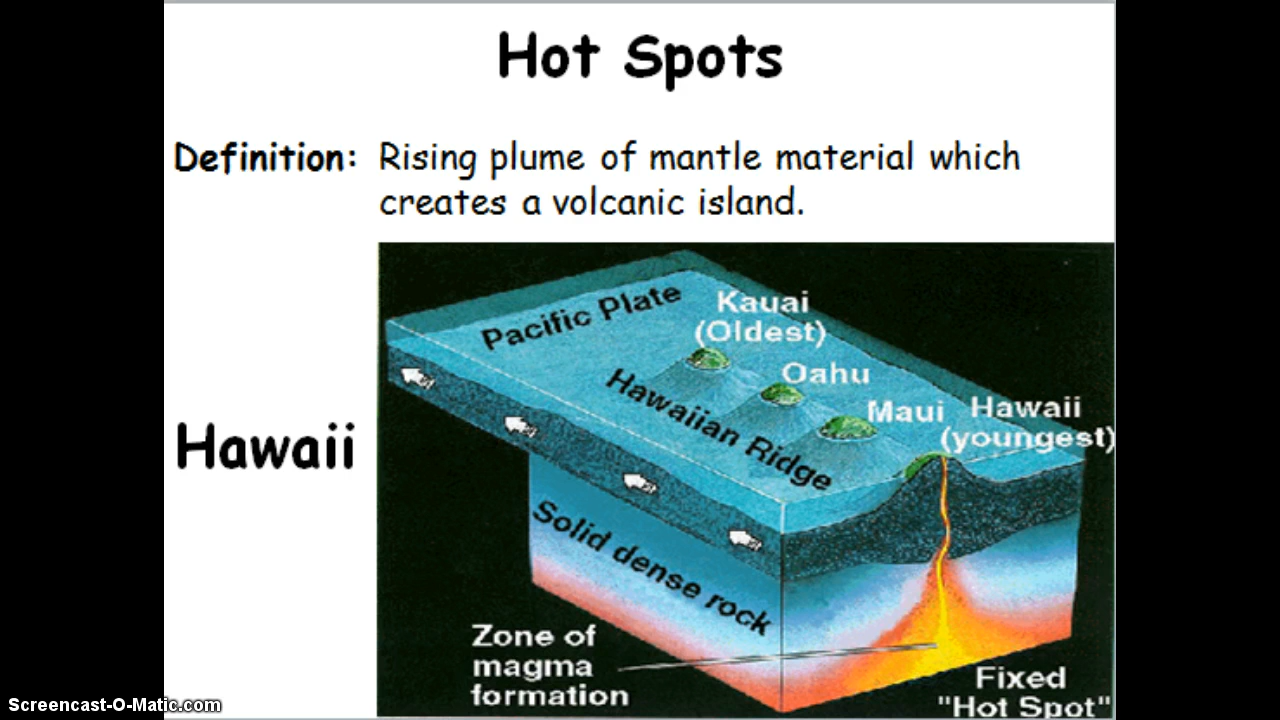 Hot Spots
Definition: Rising plume of mantle material which
creates a volcanic island.
Hawaii
Pacific Plate
Kauai
(Oldest)
Oahu
Maui
Hawaii
(youngest)
Hawaiian Ridge
Solid dense rock
Zone of
magma
formation
Fixed
"Hot Spot"
Screencast-O-Matic.com